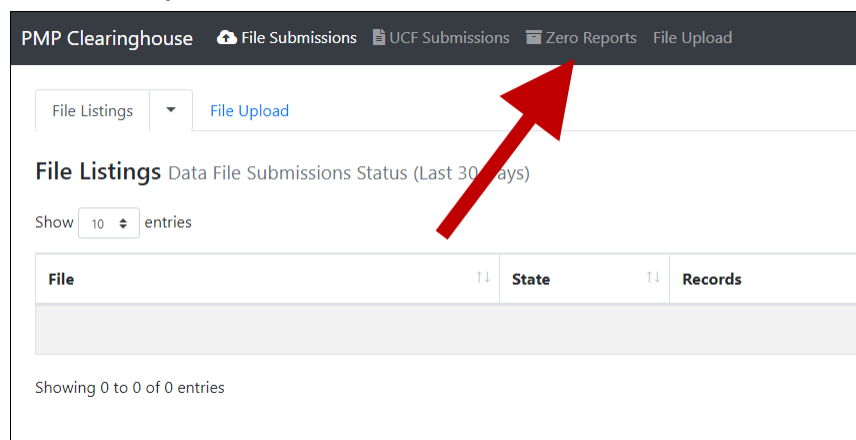 PMP Clearinghouse File Submissions UCF Submissions Zero Reports File Upload
File Listings File Upload
File Listings Data File Submissions Status (Last 30 Days)
Show 10 entries
File State Records
Showing 0 to 0 of 0 entries